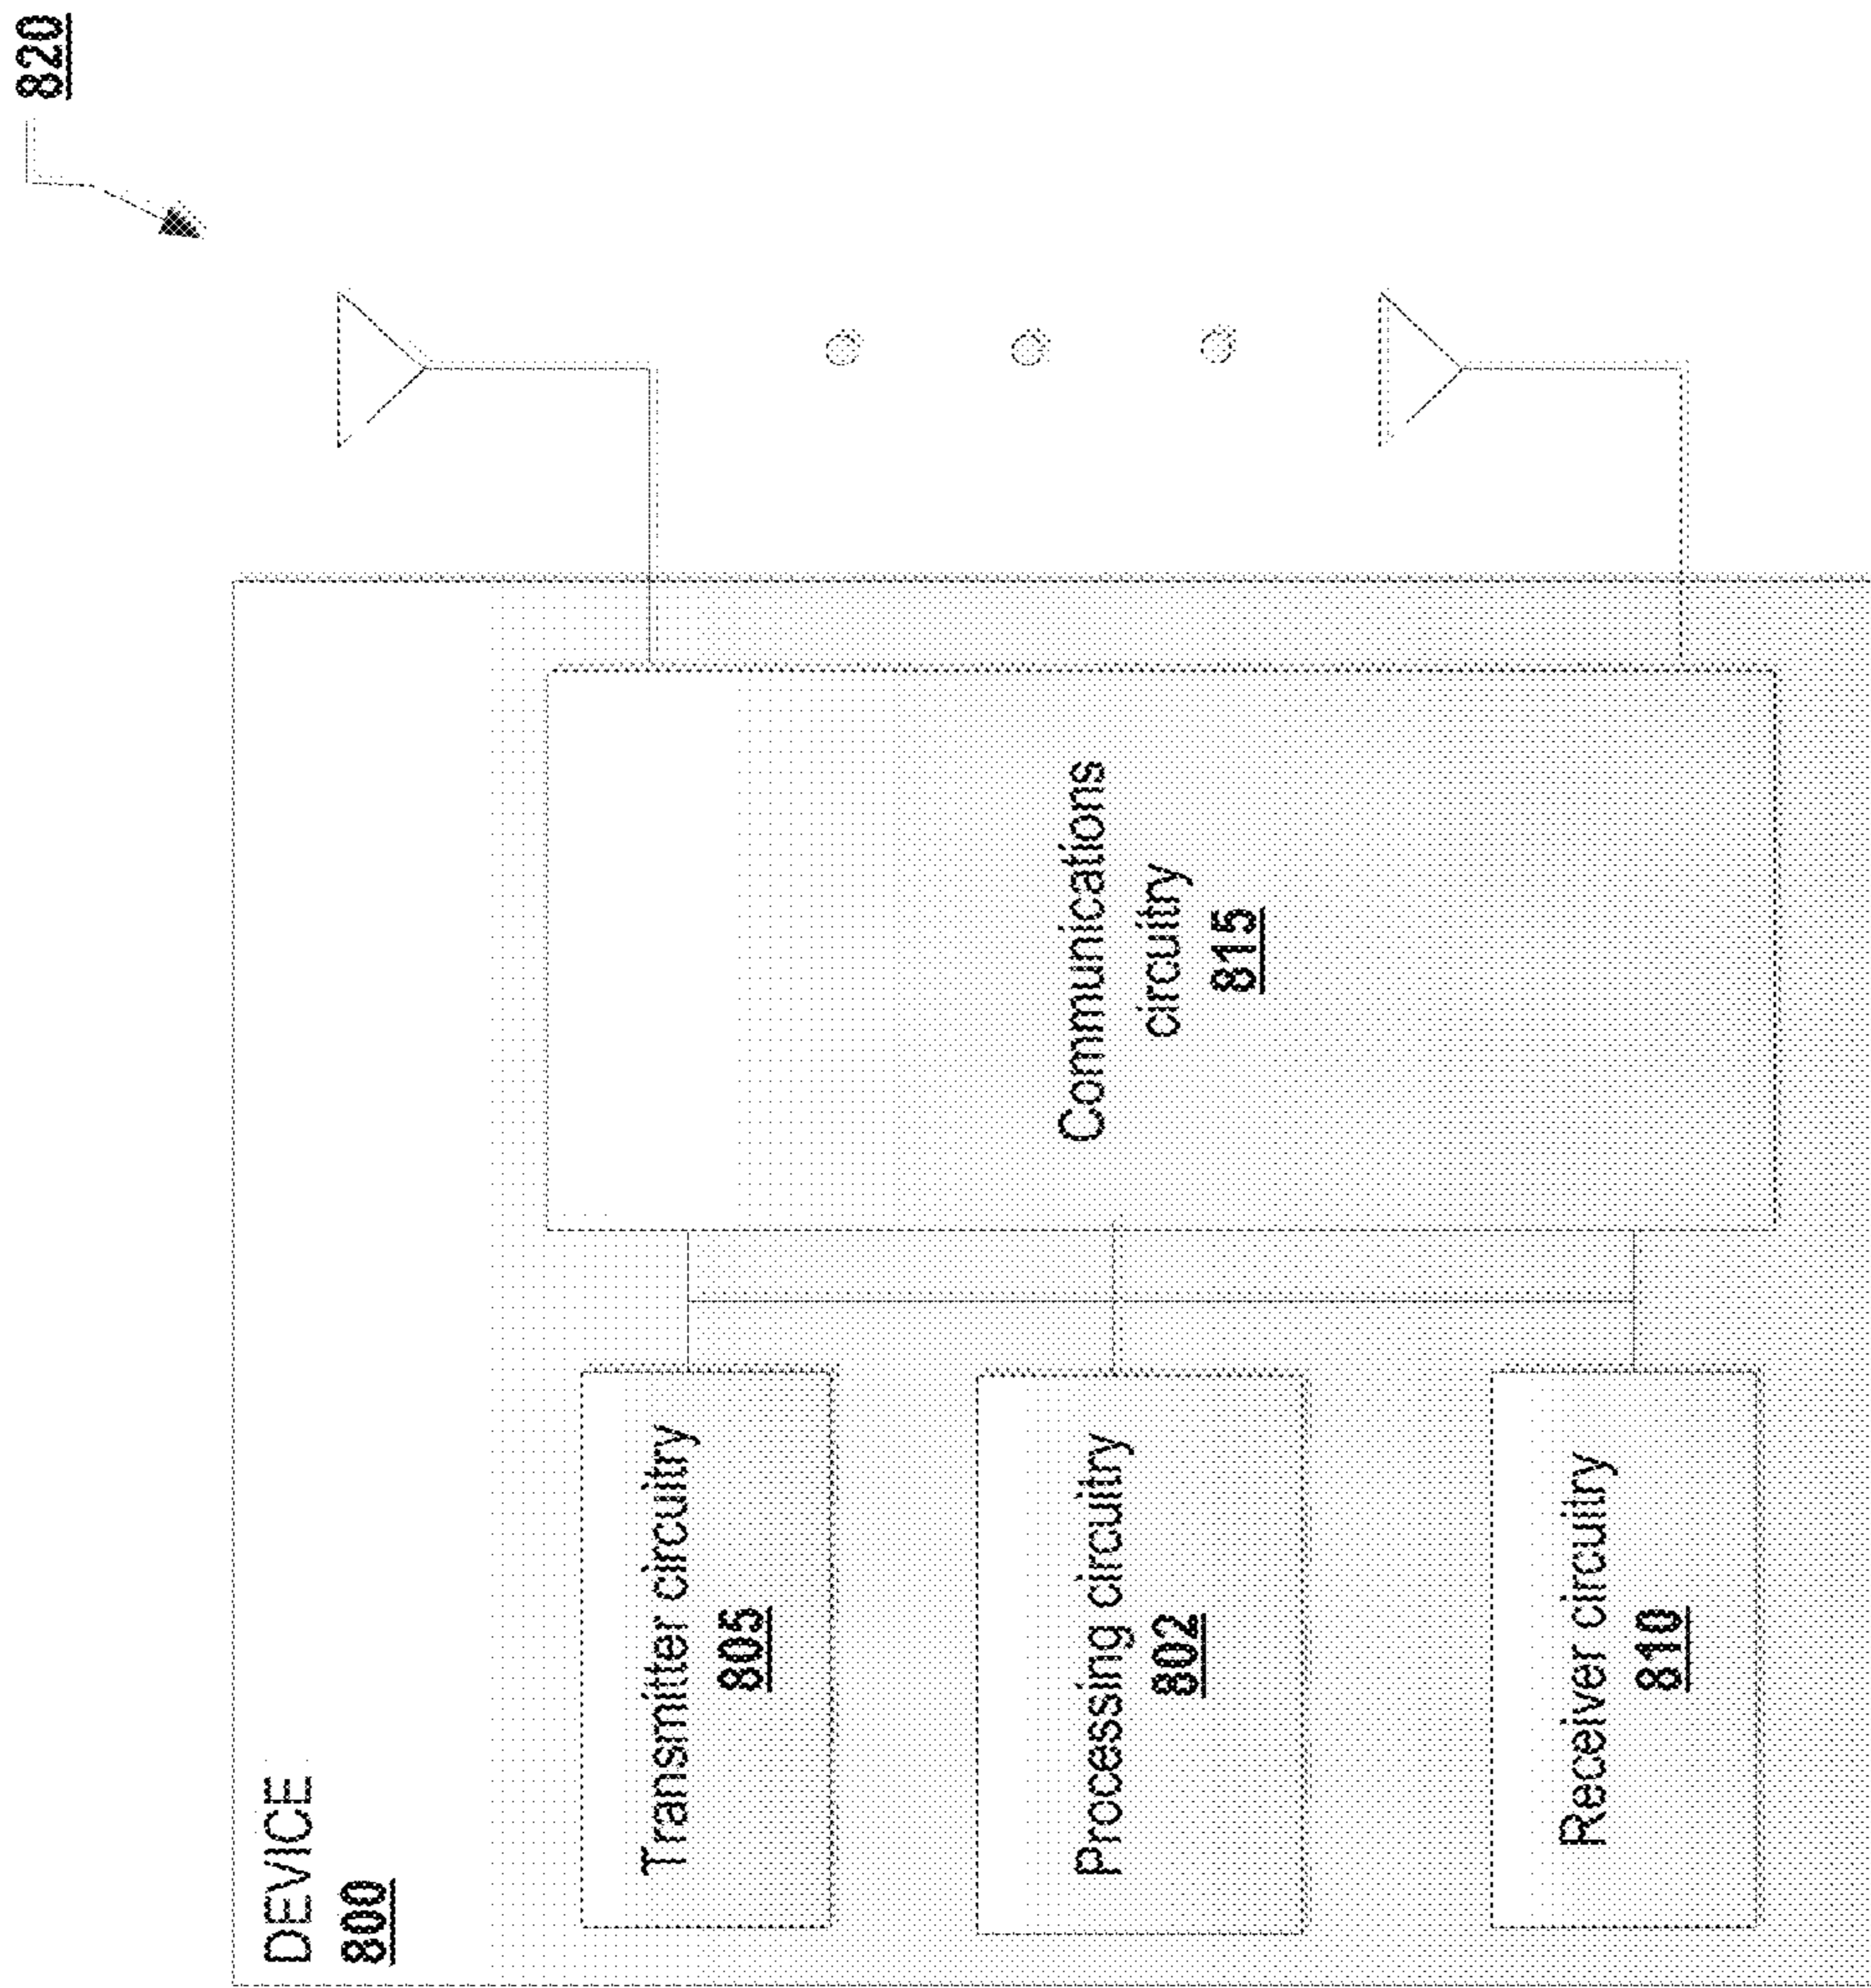 820
DEVICE
800
Transmitter circuitry
805
Processing circuitry
802
Receiver circuitry
810
Communications
circuitry
815